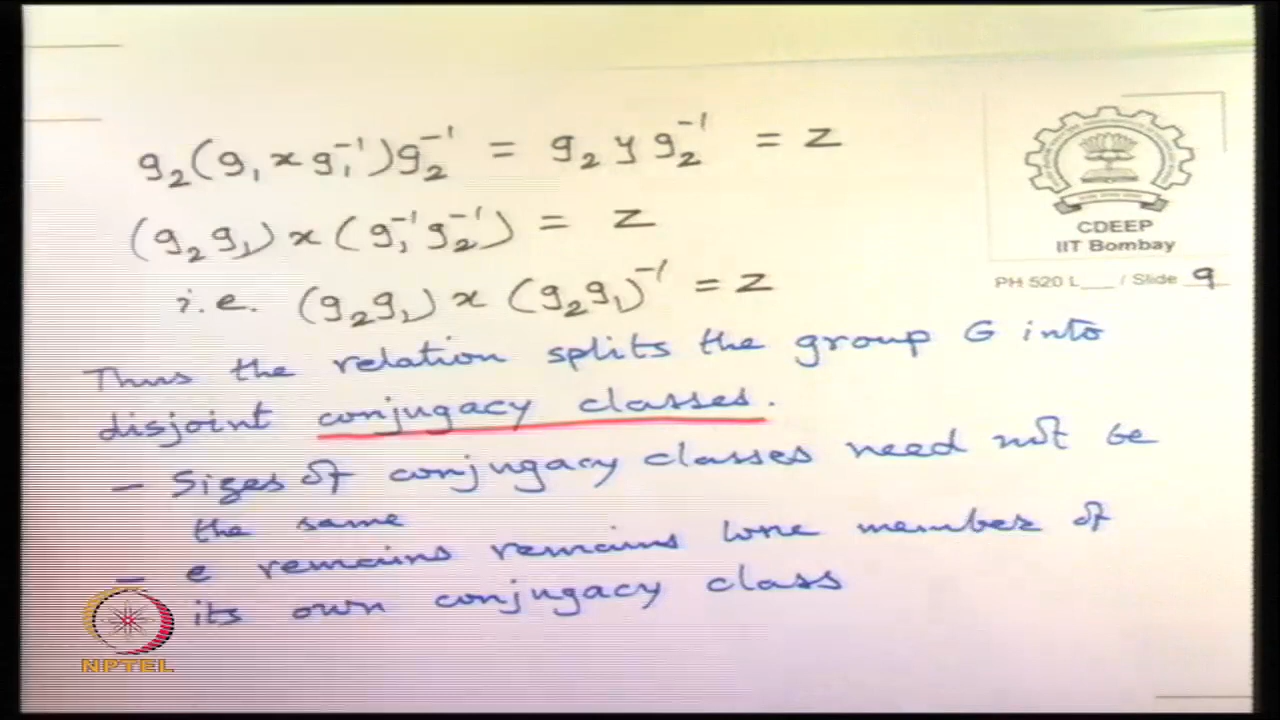 g₂(g₁xg₁⁻¹)g₂⁻¹ = g₂yg₂⁻¹ = z
(g₂g₁)x(g₁⁻¹g₂⁻¹) = z
i.e. (g₂g₁)x(g₂g₁)⁻¹ = z
Thus the relation splits the group G into
disjoint conjugacy classes.
- Sizes of conjugacy classes need not be
the same
- e remains remains lone member of
its own conjugacy class
CDEEP
IIT Bombay
PH 520 L___ / Slide 9
NPTEL